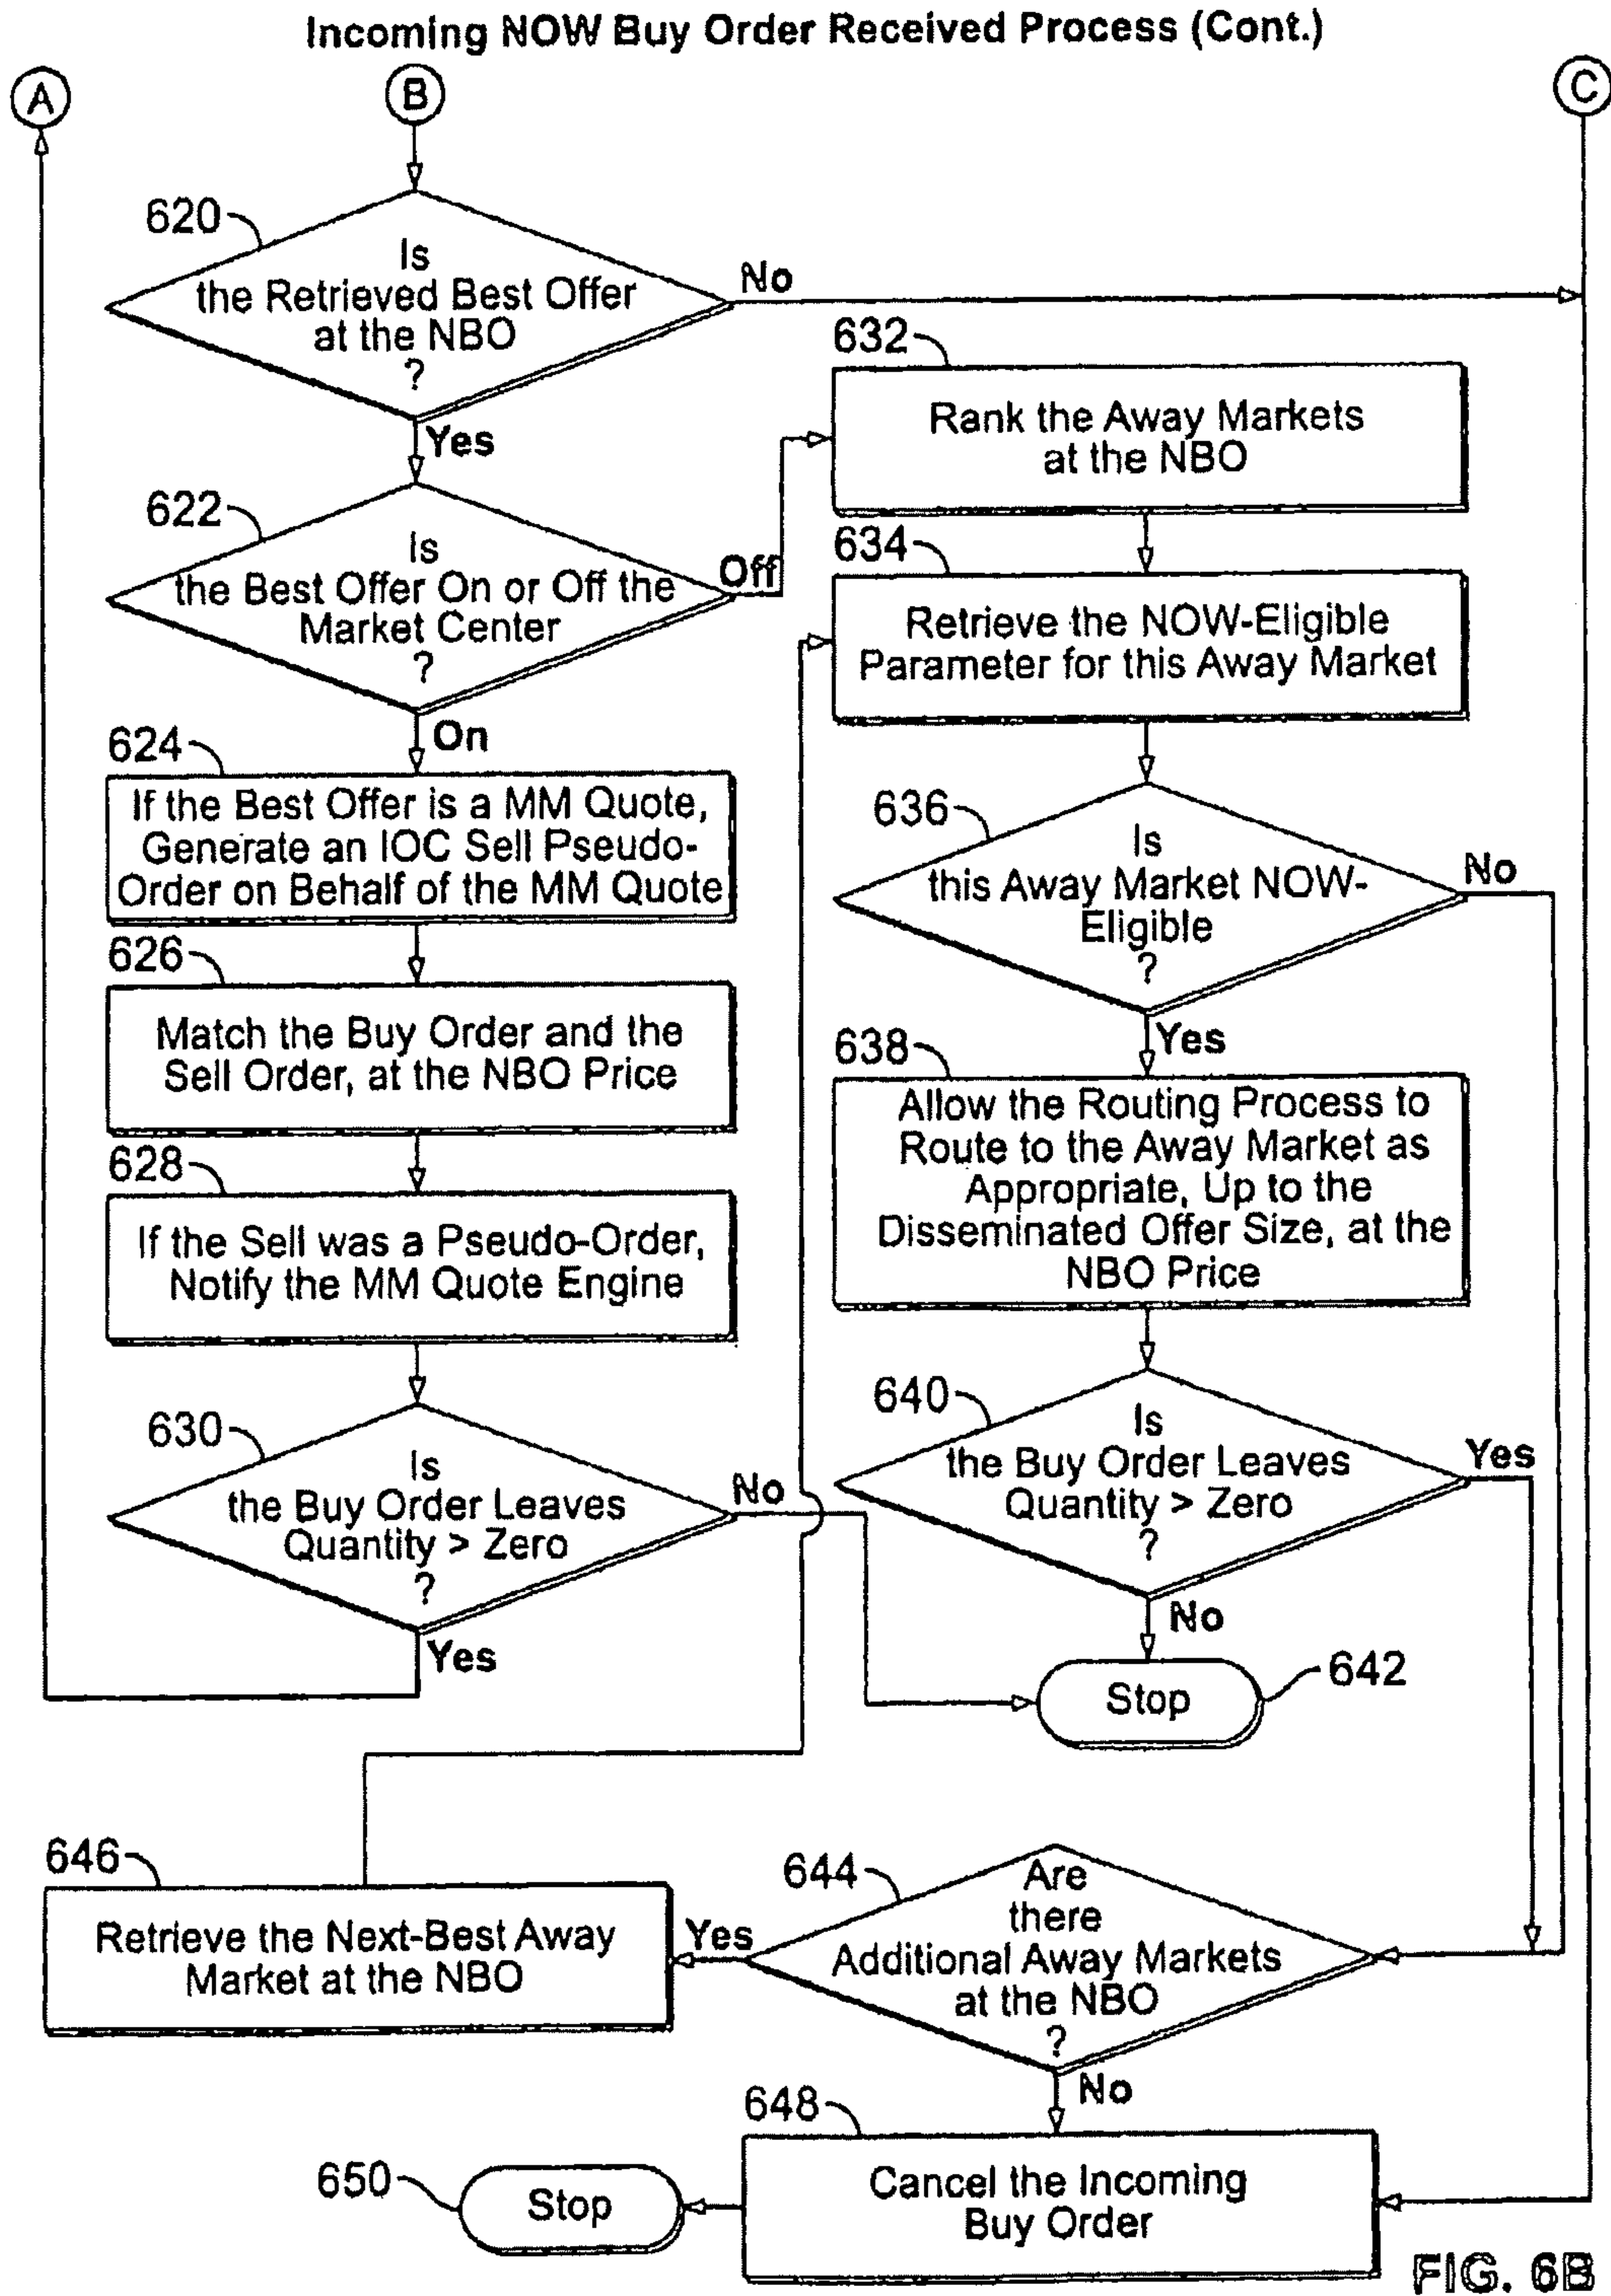 Incoming NOW Buy Order Received Process (Cont.)
A
B
C
620
Is
the Retrieved Best Offer
at the NBO
?
No
Yes
622
Is
the Best Offer On or Off the
Market Center
?
Off
On
624
If the Best Offer is a MM Quote,
Generate an IOC Sell Pseudo-
Order on Behalf of the MM Quote
626
Match the Buy Order and the
Sell Order, at the NBO Price
628
If the Sell was a Pseudo-Order,
Notify the MM Quote Engine
630
Is
the Buy Order Leaves
Quantity > Zero
?
No
Yes
632
Rank the Away Markets
at the NBO
634
Retrieve the NOW-Eligible
Parameter for this Away Market
636
Is
this Away Market NOW-
Eligible
?
No
Yes
638
Allow the Routing Process to
Route to the Away Market as
Appropriate, Up to the
Disseminated Offer Size, at the
NBO Price
640
Is
the Buy Order Leaves
Quantity > Zero
?
Yes
No
Stop
642
644
Are
there
Additional Away Markets
at the NBO
?
Yes
No
646
Retrieve the Next-Best Away
Market at the NBO
648
Cancel the Incoming
Buy Order
650
Stop
FIG. 6B